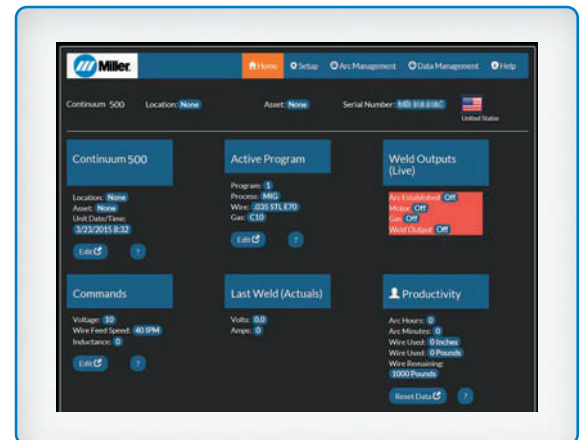 Miller
Home Setup Arc Management Data Management Help
Continuum 500 Location: None Asset: None Serial Number:
United States
Continuum 500
Location: None
Asset: None
Unit Date/Time:
3/23/2015 8:32
Edit ?
Active Program
Program: 1
Process: MIG
Wire: .035 STL E70
Gas: C10
Edit ?
Weld Outputs
(Live)
Arc Established Off
Motor Off
Gas Off
Weld Output Off
Commands
Voltage: 10
Wire Feed Speed: 40 IPM
Inductance: 0
Edit ?
Last Weld (Actuals)
Volts: 0.0
Amps: 0
Productivity
Arc Hours: 0
Arc Minutes: 0
Wire Used: 0 Inches
Wire Used: 0 Pounds
Wire Remaining:
1000 Pounds
Reset Data ?